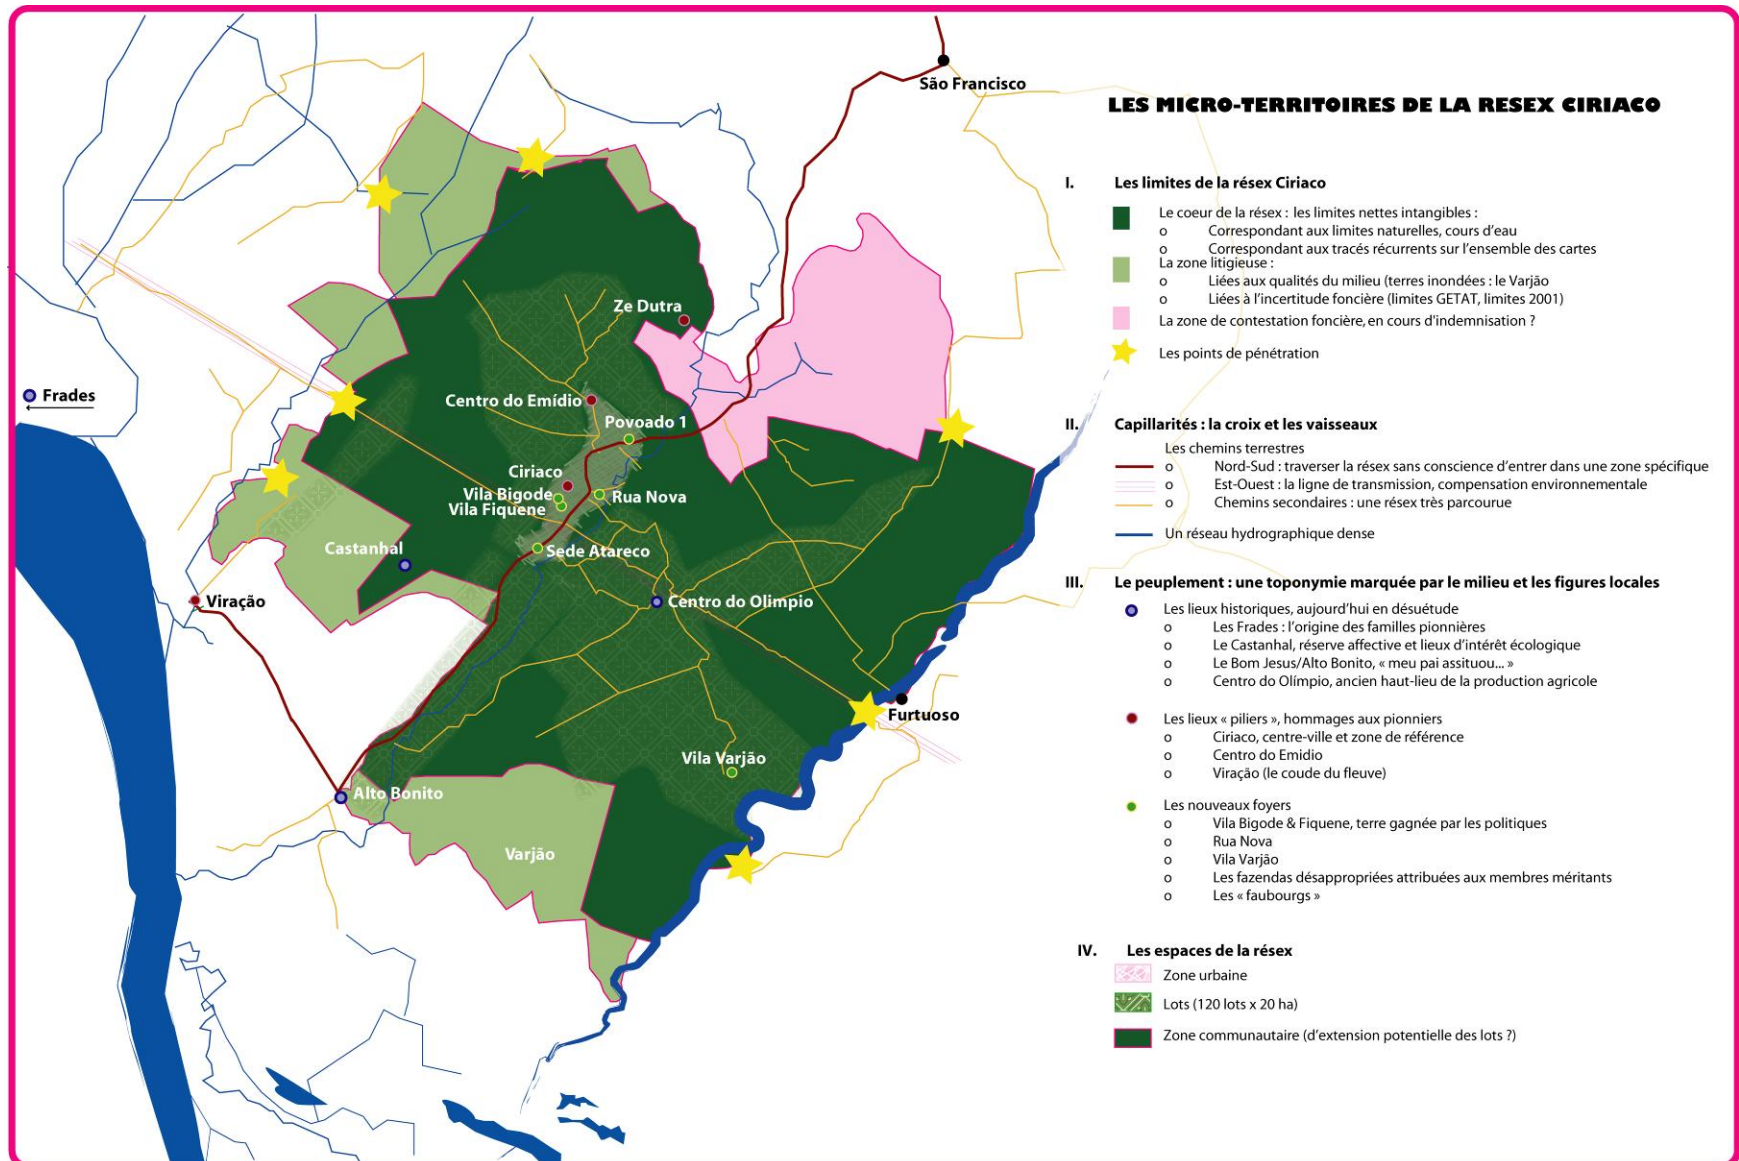 São Francisco
LES MICRO-TERRITOIRES DE LA RESEX CIRIACO
Ze Dutra
Frades
Centro do Emídio
Povoado 1
Ciriaco
Vila Bigode
Rua Nova
Vila Fiquene
Castanhal
Sede Atareco
Viração
Centro do Olimpio
Furtuoso
Vila Varjão
Alto Bonito
Varjão
I. Les limites de la résex Ciriaco
Le coeur de la résex : les limites nettes intangibles :
o Correspondant aux limites naturelles, cours d'eau
o Correspondant aux tracés récurrents sur l'ensemble des cartes
La zone litigieuse :
o Liées aux qualités du milieu (terres inondées : le Varjão
o Liées à l'incertitude foncière (limites GETAT, limites 2001)
La zone de contestation foncière, en cours d'indemnisation ?
Les points de pénétration
II. Capillarités : la croix et les vaisseaux
Les chemins terrestres
o Nord-Sud : traverser la résex sans conscience d'entrer dans une zone spécifique
o Est-Ouest : la ligne de transmission, compensation environnementale
o Chemins secondaires : une résex très parcourue
Un réseau hydrographique dense
III. Le peuplement : une toponymie marquée par le milieu et les figures locales
Les lieux historiques, aujourd'hui en désuétude
o Les Frades : l'origine des familles pionnières
o Le Castanhal, réserve affective et lieux d'intérêt écologique
o Le Bom Jesus/Alto Bonito, « meu pai assituou... »
o Centro do Olímpio, ancien haut-lieu de la production agricole
Les lieux « piliers », hommages aux pionniers
o Ciriaco, centre-ville et zone de référence
o Centro do Emidio
o Viração (le coude du fleuve)
Les nouveaux foyers
o Vila Bigode & Fiquene, terre gagnée par les politiques
o Rua Nova
o Vila Varjão
o Les fazendas désappropriées attribuées aux membres méritants
o Les « faubourgs »
IV. Les espaces de la résex
Zone urbaine
Lots (120 lots x 20 ha)
Zone communautaire (d'extension potentielle des lots ?)